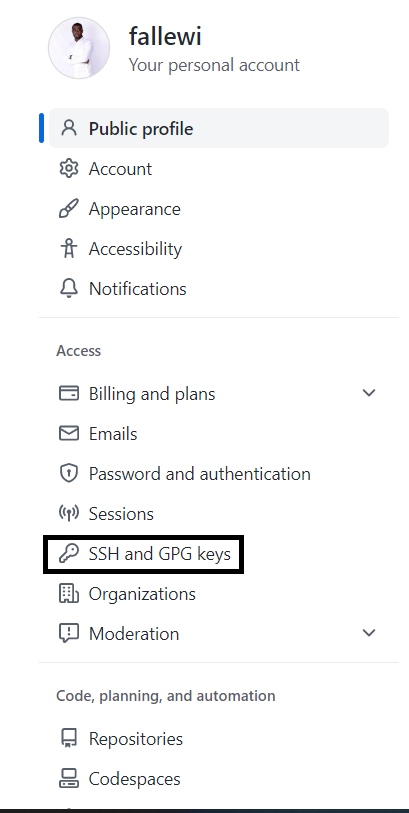 fallewi
Your personal account
Public profile
Account
Appearance
Accessibility
Notifications
Access
Billing and plans
Emails
Password and authentication
Sessions
SSH and GPG keys
Organizations
Moderation
Code, planning, and automation
Repositories
Codespaces